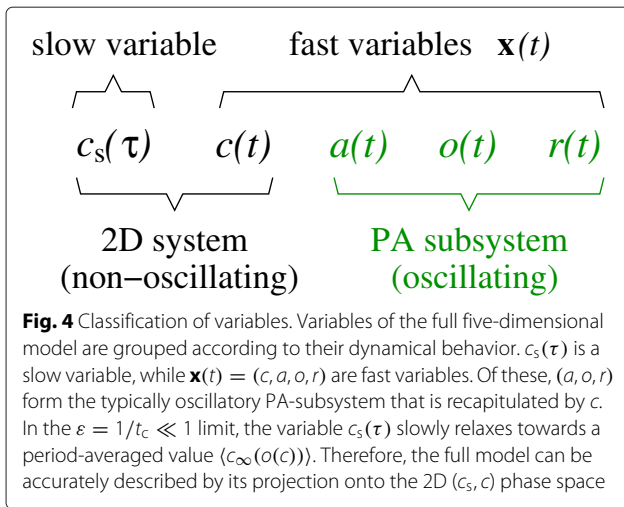 slow variable fast variables x(t)
cs(τ) c(t) a(t) o(t) r(t)
2D system PA subsystem
(non−oscillating) (oscillating)
Fig. 4 Classification of variables. Variables of the full five-dimensional
model are grouped according to their dynamical behavior. cs(τ) is a
slow variable, while x(t) = (c, a, o, r) are fast variables. Of these, (a, o, r)
form the typically oscillatory PA-subsystem that is recapitulated by c.
In the ε = 1/tc ≪ 1 limit, the variable cs(τ) slowly relaxes towards a
period-averaged value ⟨c∞(o(c))⟩. Therefore, the full model can be
accurately described by its projection onto the 2D (cs, c) phase space